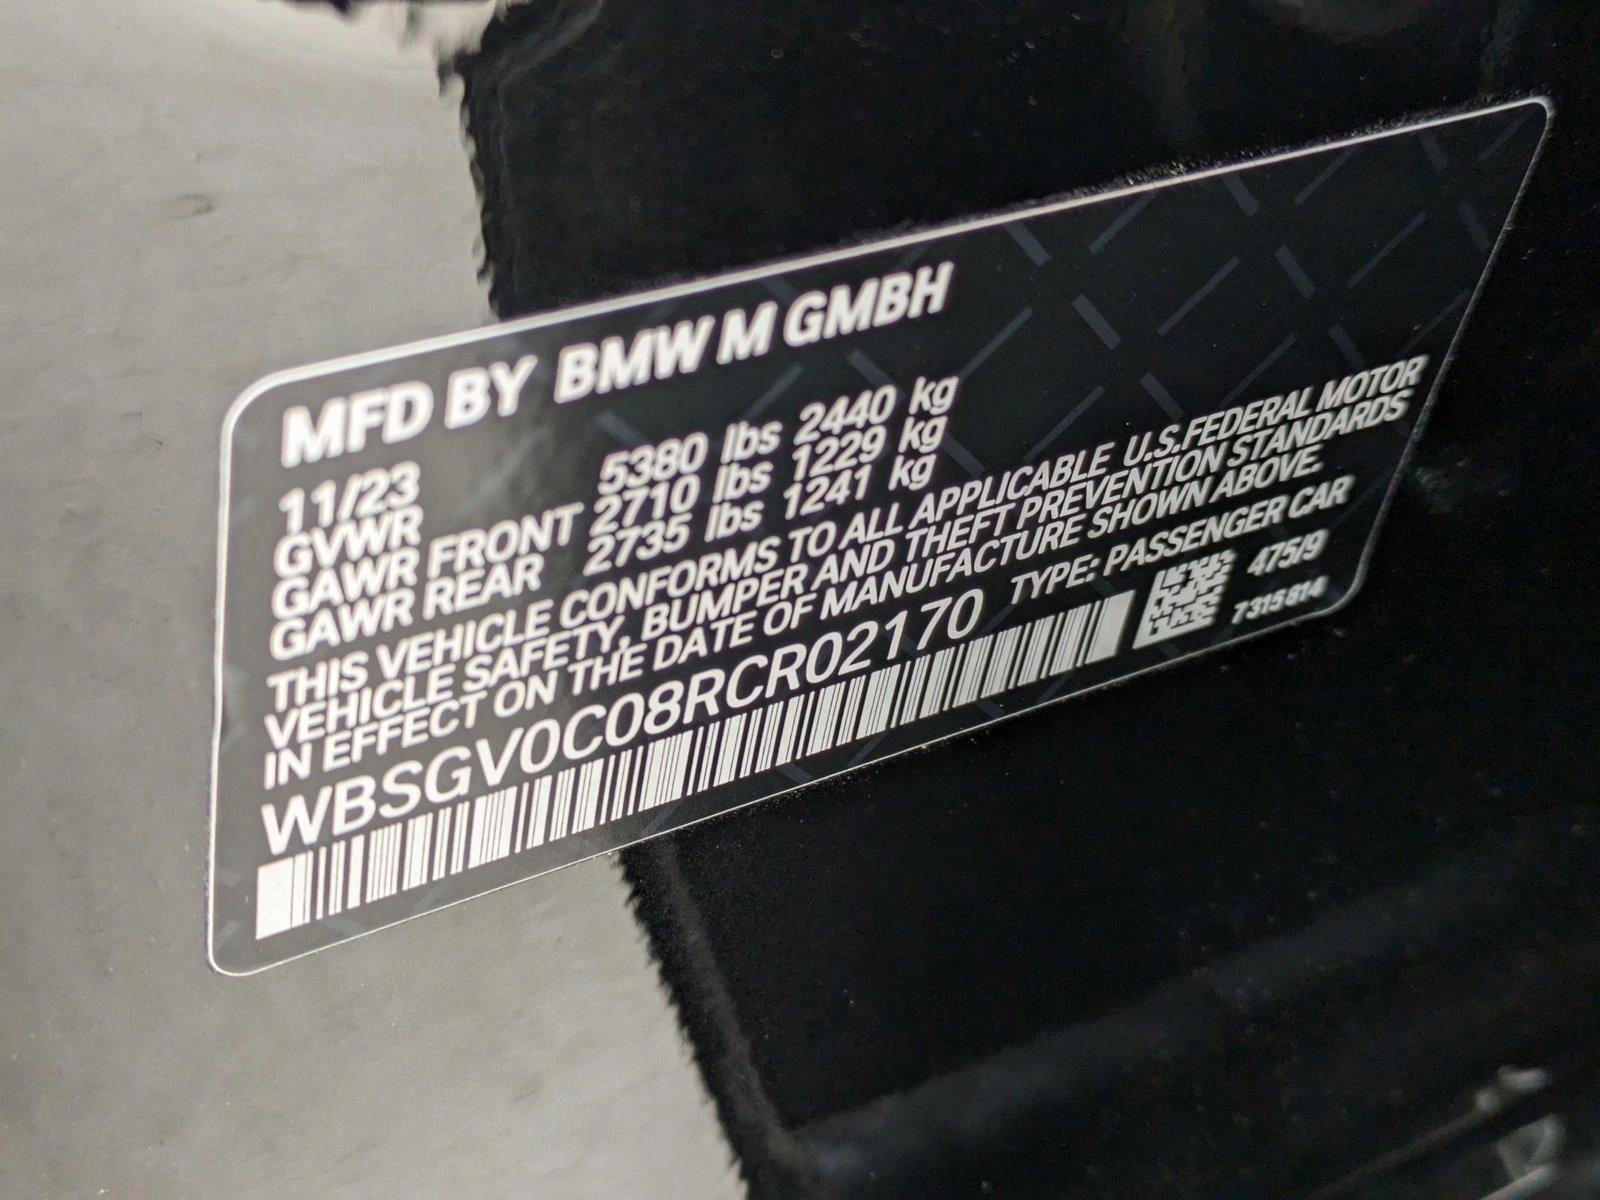 MFD BY BMW M GMBH
11/23
GVWR 5380 lbs 2440 kg
GAWR FRONT 2710 lbs 1229 kg
GAWR REAR 2735 lbs 1241 kg
THIS VEHICLE CONFORMS TO ALL APPLICABLE U.S.FEDERAL MOTOR
VEHICLE SAFETY, BUMPER AND THEFT PREVENTION STANDARDS
IN EFFECT ON THE DATE OF MANUFACTURE SHOWN ABOVE.
WBSGV0C08RCR02170 TYPE: PASSENGER CAR
475/9
7 315 814